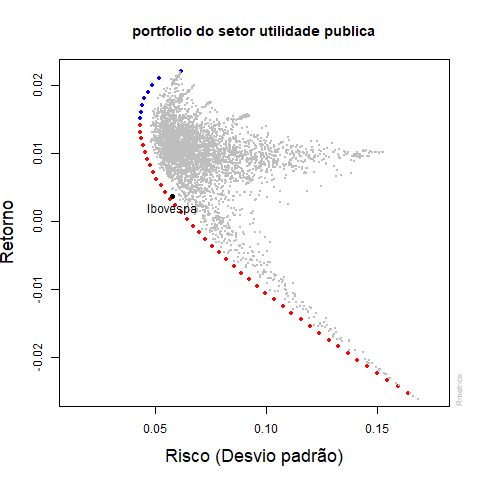 portfolio do setor utilidade publica
Retorno
0.02
0.01
0.00
-0.01
-0.02
Ibovespa
Rmetrics
0.05
0.10
0.15
Risco (Desvio padrão)